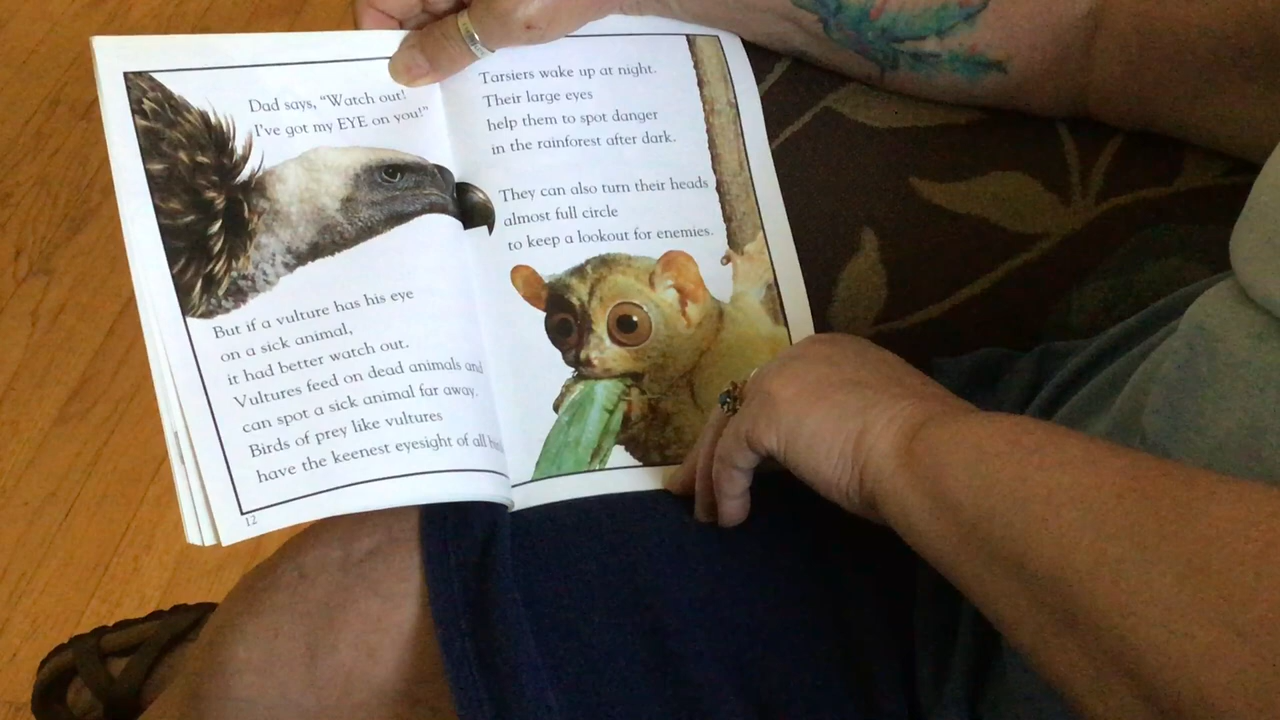 Dad says, "Watch out!
I've got my EYE on you!"
But if a vulture has his eye
on a sick animal,
it had better watch out.
Vultures feed on dead animals and
can spot a sick animal far away.
Birds of prey like vultures
have the keenest eyesight of all
12
Tarsiers wake up at night.
Their large eyes
help them to spot danger
in the rainforest after dark.
They can also turn their heads
almost full circle
to keep a lookout for enemies.